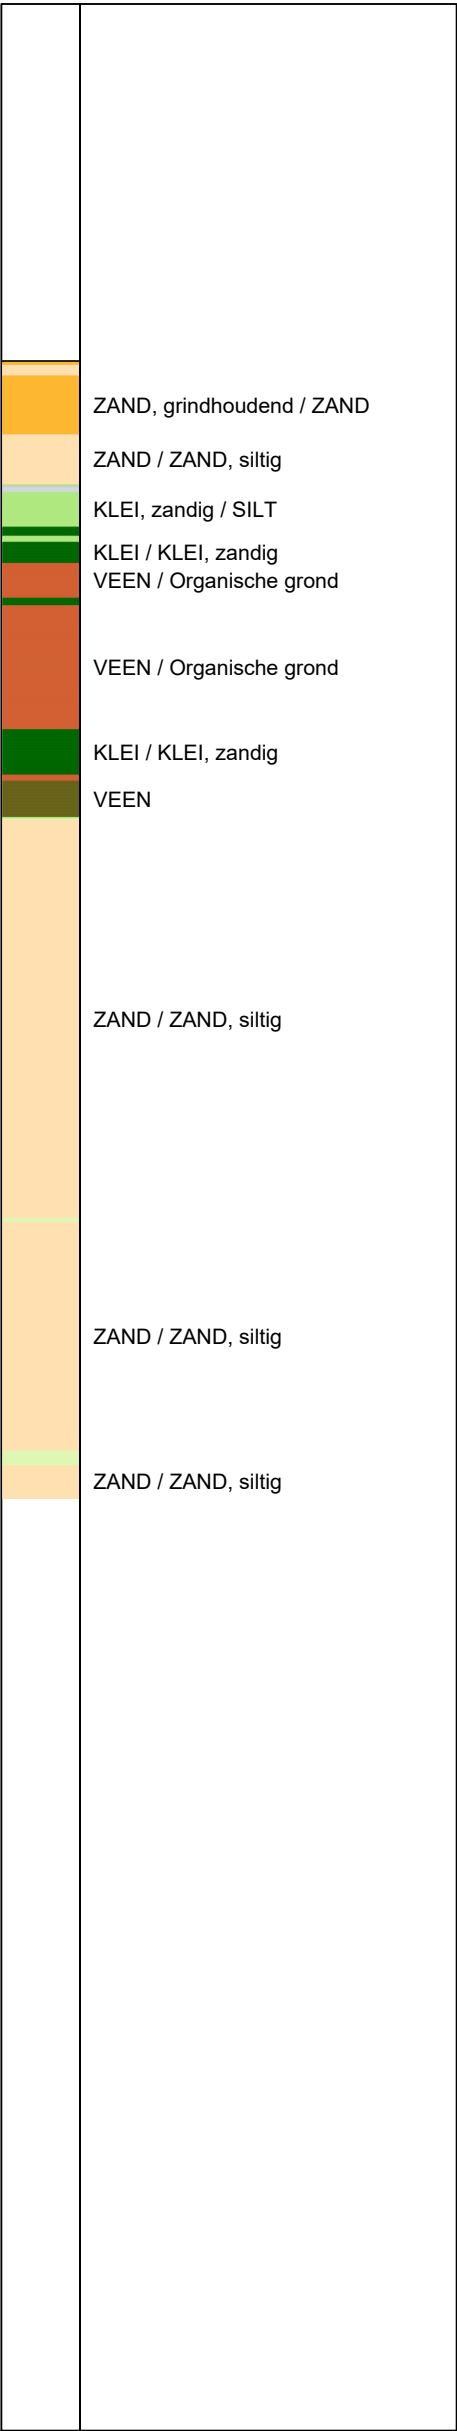 ZAND, grindhoudend / ZAND
ZAND / ZAND, siltig
KLEI, zandig / SILT
KLEI / KLEI, zandig
VEEN / Organische grond
VEEN / Organische grond
KLEI / KLEI, zandig
VEEN
ZAND / ZAND, siltig
ZAND / ZAND, siltig
ZAND / ZAND, siltig